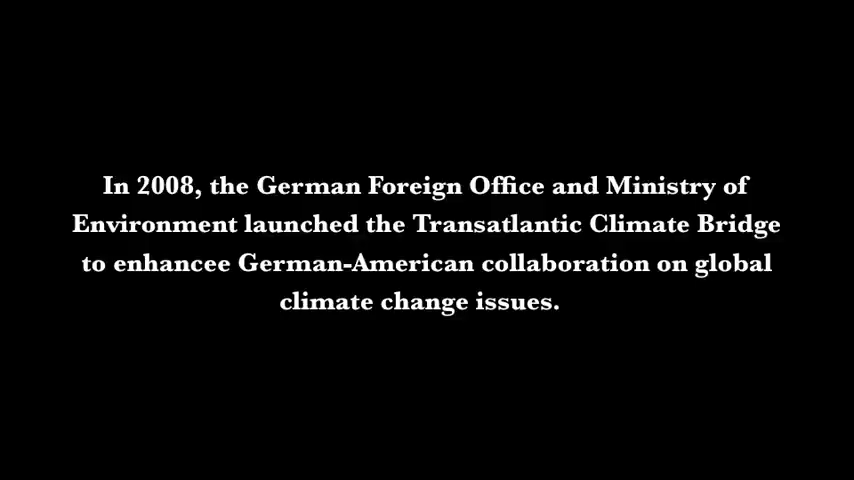 In 2008, the German Foreign Office and Ministry of
Environment launched the Transatlantic Climate Bridge
to enhancee German-American collaboration on global
climate change issues.